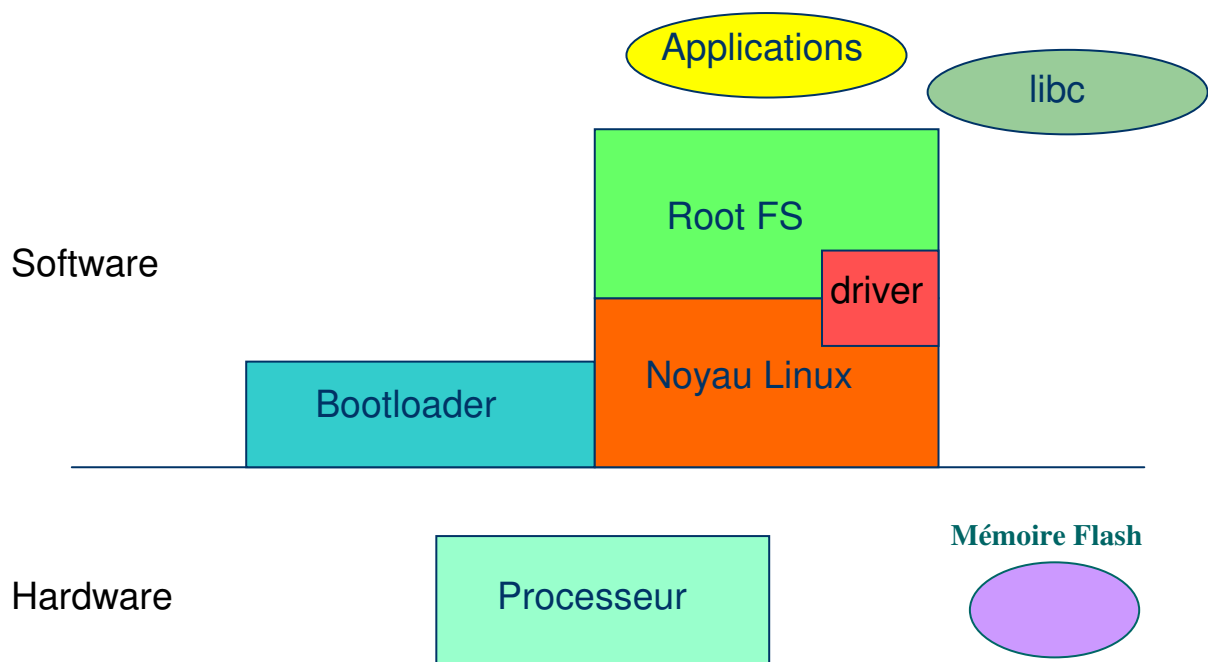 Applications
libc
Root FS
Software
driver
Noyau Linux
Bootloader
Mémoire Flash
Hardware
Processeur